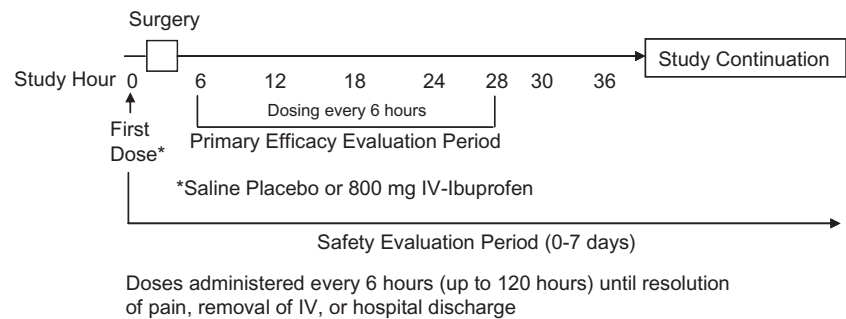 Surgery
Study Continuation
Study Hour 0 6 12 18 24 28 30 36
Dosing every 6 hours
First
Dose*
Primary Efficacy Evaluation Period
*Saline Placebo or 800 mg IV-Ibuprofen
Safety Evaluation Period (0-7 days)
Doses administered every 6 hours (up to 120 hours) until resolution
of pain, removal of IV, or hospital discharge